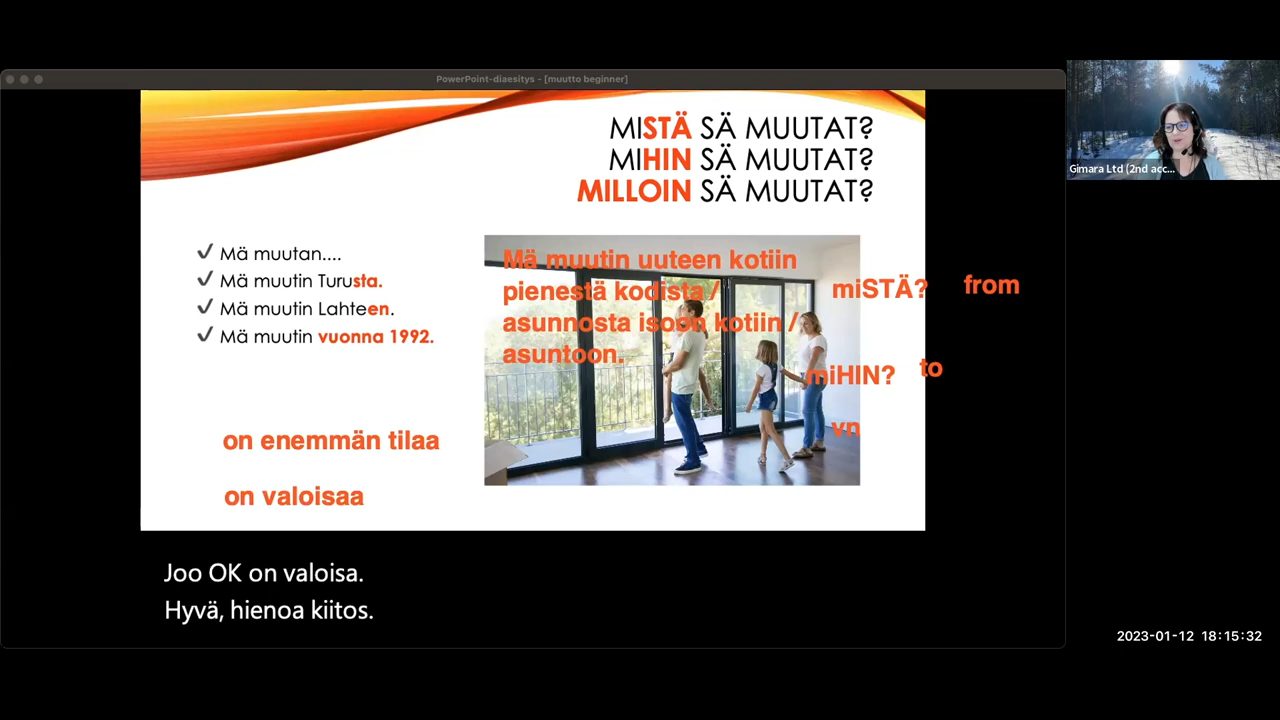 PowerPoint-diaesitys - [muutto beginner]
MISTÄ SÄ MUUTAT?
MIHIN SÄ MUUTAT?
MILLOIN SÄ MUUTAT?
Mä muutan....
Mä muutin Turusta.
Mä muutin Lahteen.
Mä muutin vuonna 1992.
on enemmän tilaa
on valoisaa
Mä muutin uuteen kotiin
pienestä kodista /
asunnosta isoon kotiin /
asuntoon.
miSTÄ? from
miHIN? to
vn
Joo OK on valoisa.
Hyvä, hienoa kiitos.
Gimara Ltd (2nd acc...
2023-01-12 18:15:32